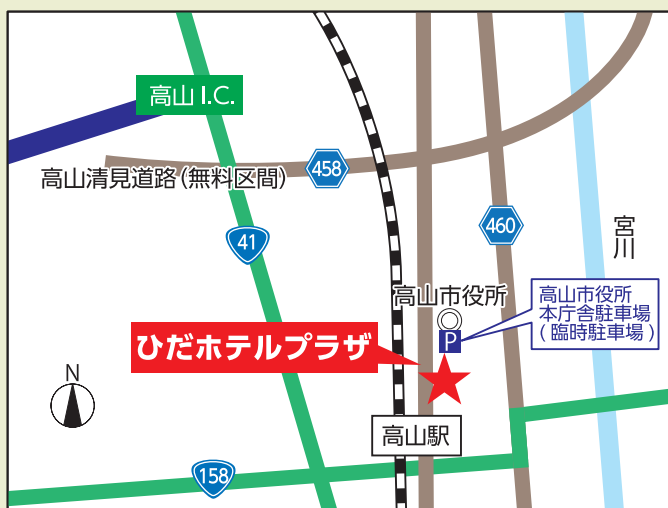 高山 I.C.
高山清見道路(無料区間)
458
41
460
宮川
高山市役所
高山市役所
本庁舎駐車場
(臨時駐車場)
P
ひだホテルプラザ
N
高山駅
158